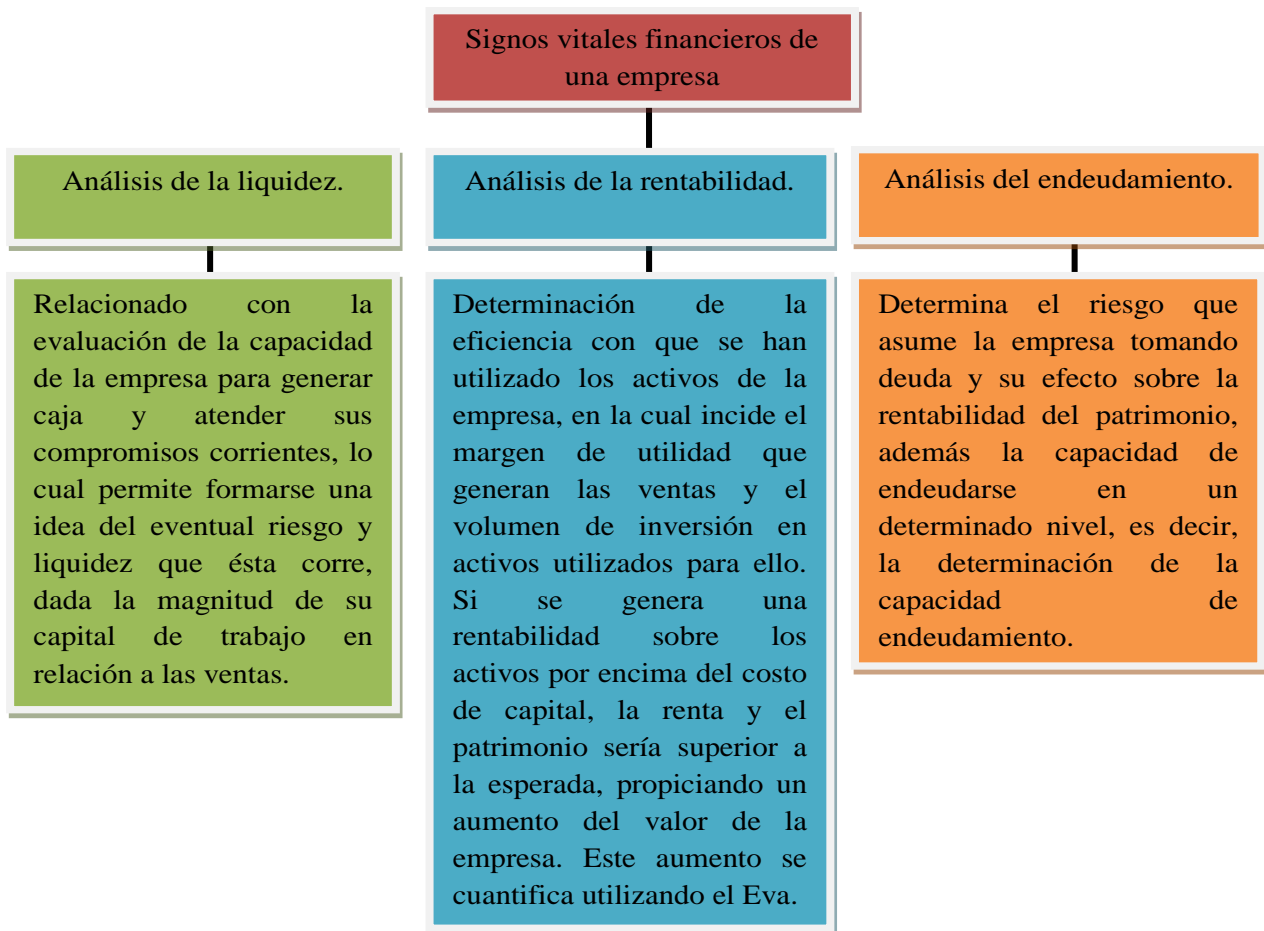 Signos vitales financieros de
una empresa
Análisis de la liquidez.
Relacionado con la
evaluación de la capacidad
de la empresa para generar
caja y atender sus
compromisos corrientes, lo
cual permite formarse una
idea del eventual riesgo y
liquidez que ésta corre,
dada la magnitud de su
capital de trabajo en
relación a las ventas.
Análisis de la rentabilidad.
Determinación de la
eficiencia con que se han
utilizado los activos de la
empresa, en la cual incide el
margen de utilidad que
generan las ventas y el
volumen de inversión en
activos utilizados para ello.
Si se genera una
rentabilidad sobre los
activos por encima del costo
de capital, la renta y el
patrimonio sería superior a
la esperada, propiciando un
aumento del valor de la
empresa. Este aumento se
cuantifica utilizando el Eva.
Análisis del endeudamiento.
Determina el riesgo que
asume la empresa tomando
deuda y su efecto sobre la
rentabilidad del patrimonio,
además la capacidad de
endeudarse en un
determinado nivel, es decir,
la determinación de la
capacidad de
endeudamiento.